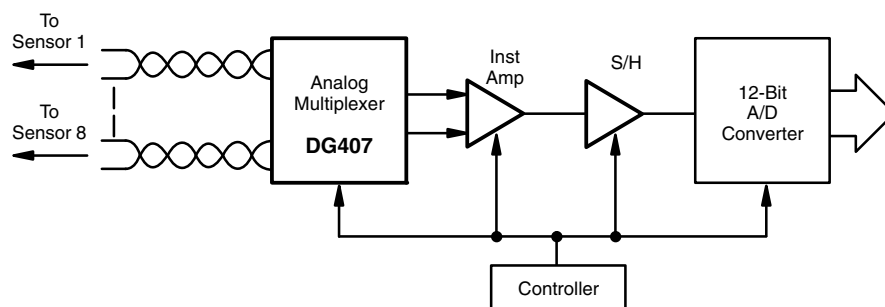 To
Sensor 1
To
Sensor 8
Analog
Multiplexer
DG407
Inst
Amp
S/H
12-Bit
A/D
Converter
Controller